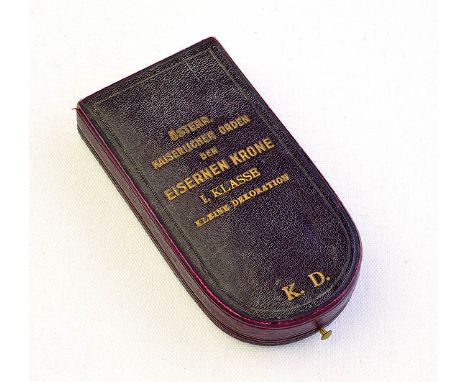 ÖSTERR.
KAISERLICHER ORDEN
DER
EISERNEN KRONE
I. KLASSE
KLEINE DEKORATION
K. D.